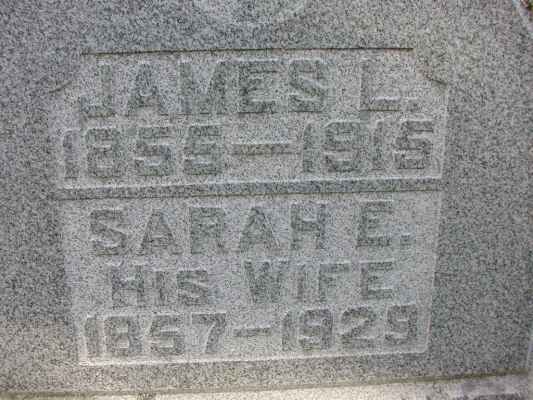 JAMES L.
1855—1915
SARAH E.
HIS WIFE
1857—1929